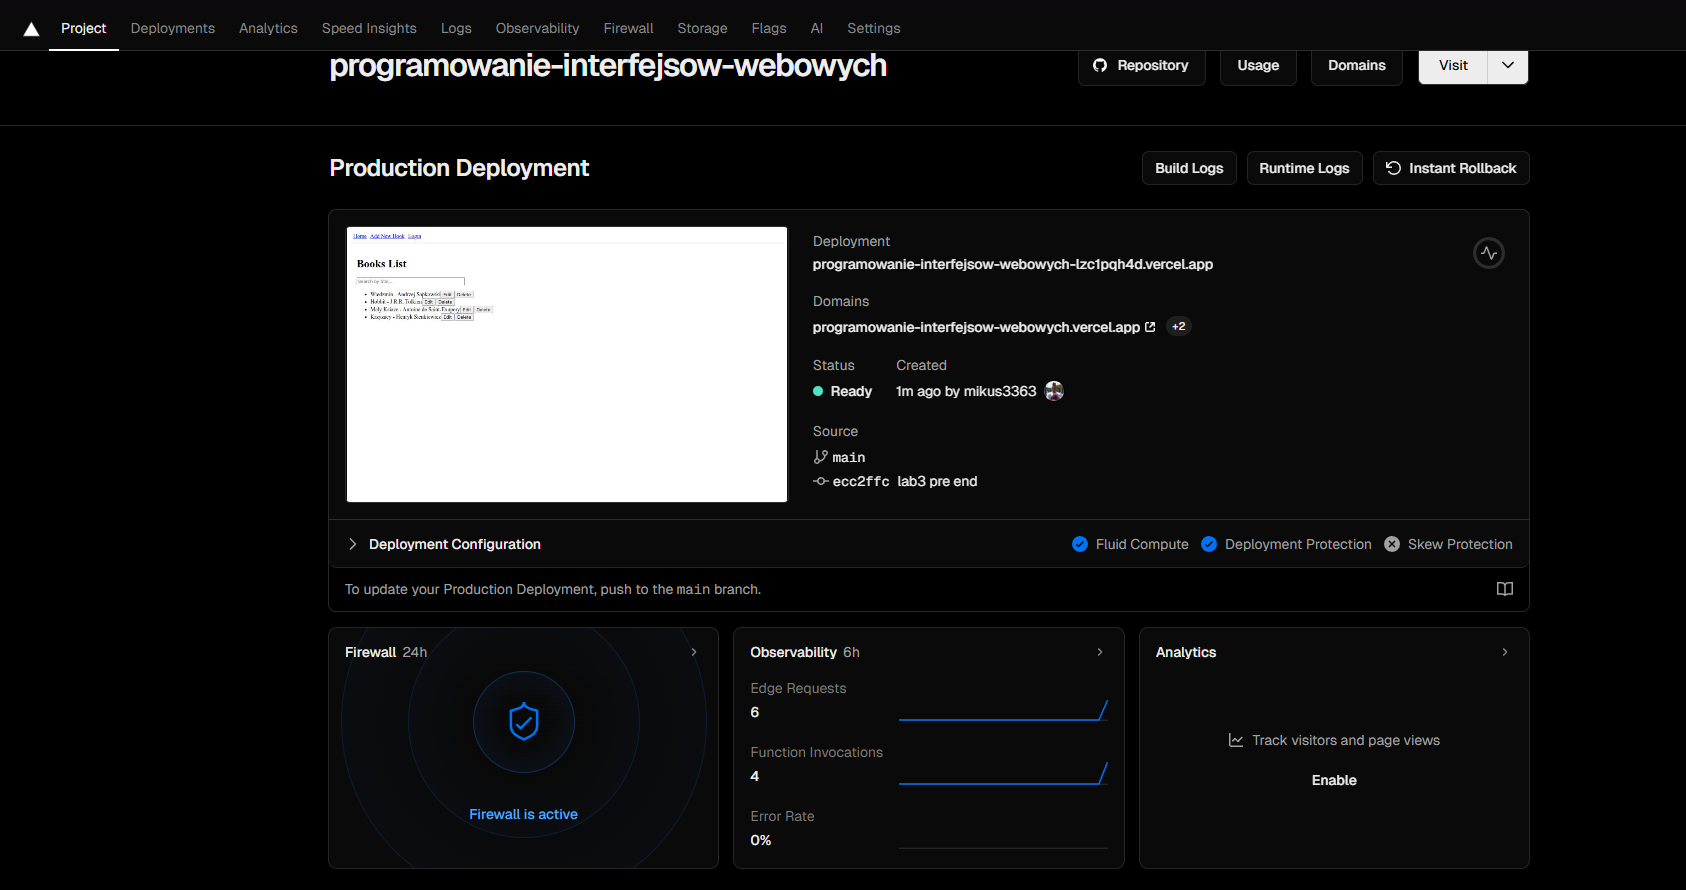 Project Deployments Analytics Speed Insights Logs Observability Firewall Storage Flags AI Settings
programowanie-interfejsow-webowych
Repository Usage Domains Visit
Production Deployment
Build Logs Runtime Logs Instant Rollback
Home Add New Book Login
Books List
Search by title...
Wiedzmin - Andrzej Sapkowski Edit Delete
Hobbit - J.R.R. Tolkien Edit Delete
Maly Ksiaze - Antoine de Saint-Exupery Edit Delete
Krzyzacy - Henryk Sienkiewicz Edit Delete
Deployment
programowanie-interfejsow-webowych-lzc1pqh4d.vercel.app
Domains
programowanie-interfejsow-webowych.vercel.app +2
Status Created
Ready 1m ago by mikus3363
Source
main
ecc2ffc lab3 pre end
Deployment Configuration Fluid Compute Deployment Protection Skew Protection
To update your Production Deployment, push to the main branch.
Firewall 24h
Firewall is active
Observability 6h
Edge Requests
6
Function Invocations
4
Error Rate
0%
Analytics
Track visitors and page views
Enable